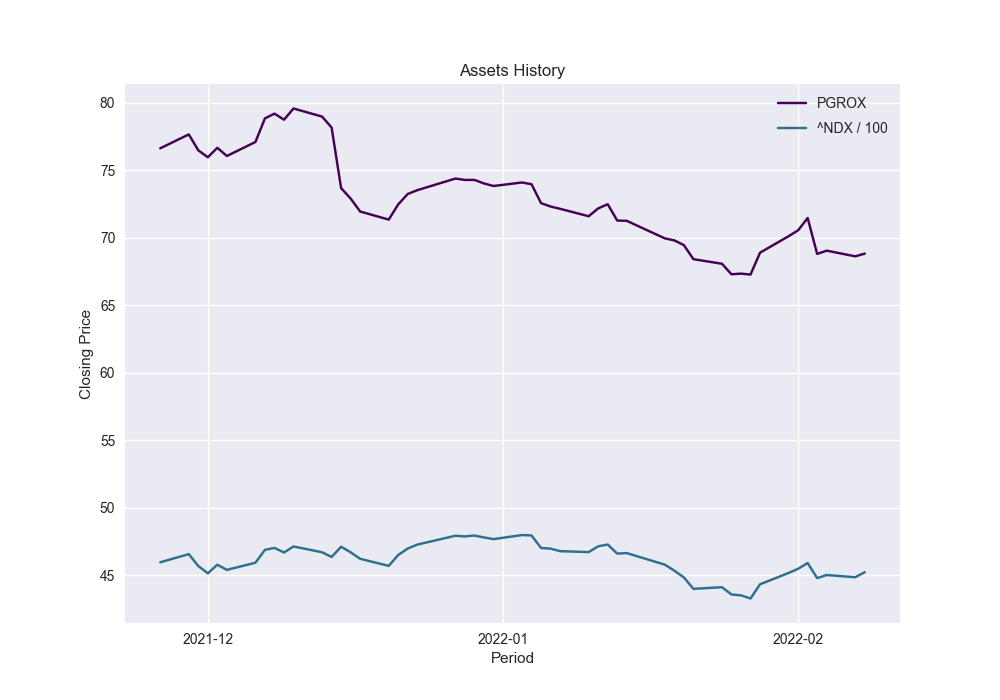 Assets History
PGROX
^NDX / 100
Closing Price
80
75
70
65
60
55
50
45
2021-12
2022-01
2022-02
Period